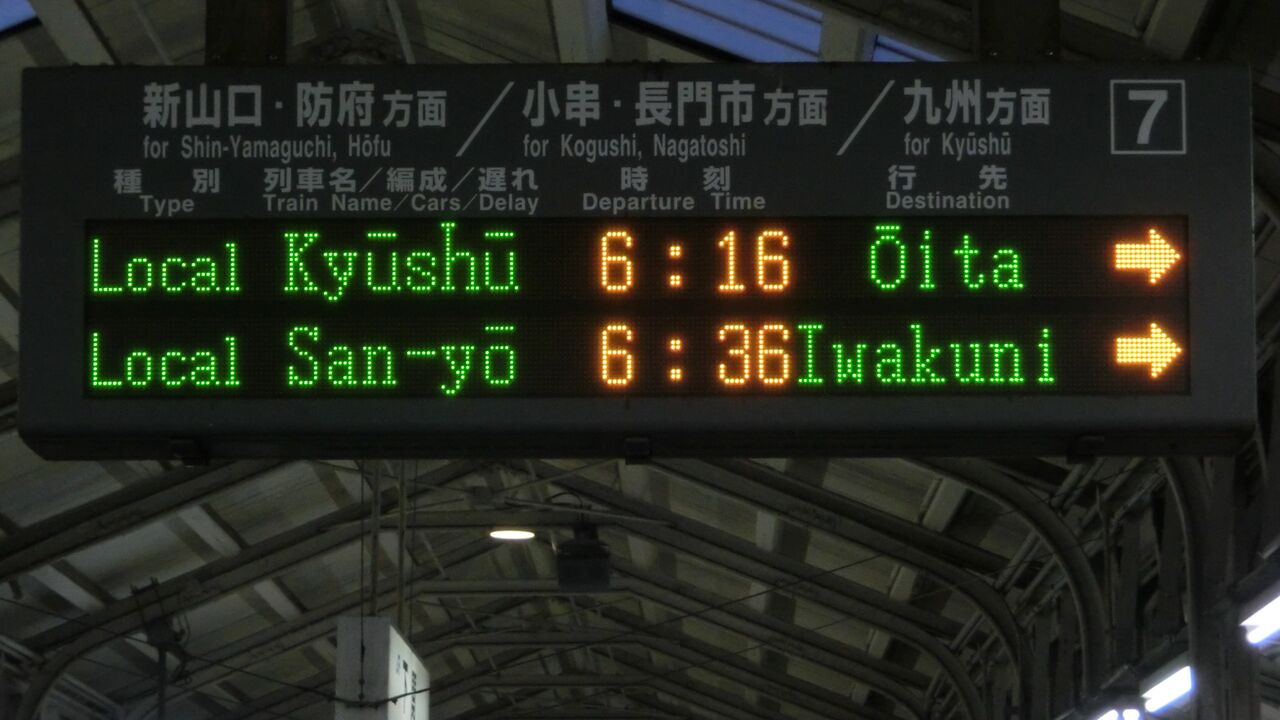 新山口・防府方面／小串・長門市方面／九州方面 7
for Shin-Yamaguchi, Hōfu for Kogushi, Nagatoshi for Kyūshū
種別 列車名／編成／遅れ 時刻 行先
Type Train Name／Cars／Delay Departure Time Destination
Local Kyūshū 6:16 Ōita →
Local San-yō 6:36 Iwakuni →